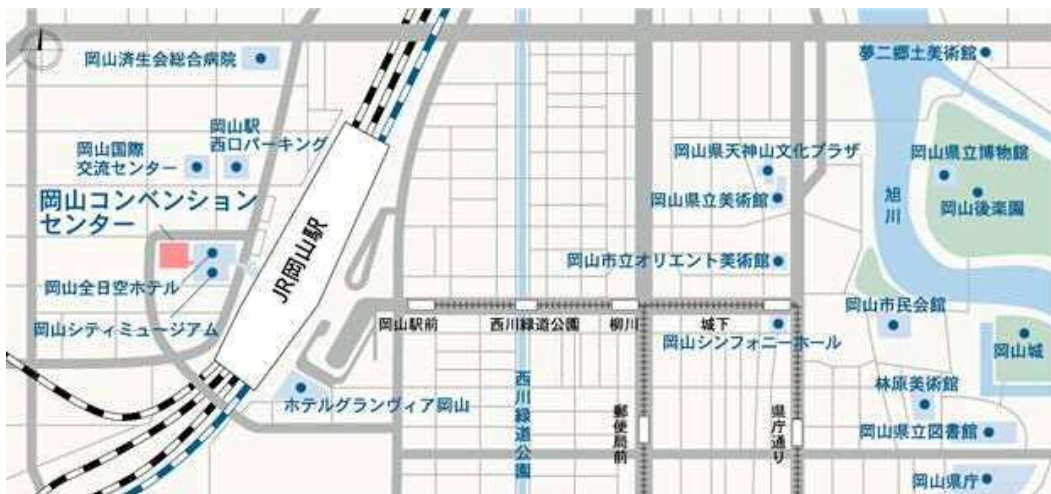 岡山済生会総合病院
夢二郷土美術館
岡山駅
西口パーキング
岡山国際
交流センター
岡山県天神山文化プラザ
岡山県立博物館
岡山コンベンション
センター
岡山県立美術館
旭川
岡山後楽園
JR岡山駅
岡山市立オリエント美術館
岡山全日空ホテル
岡山市民会館
岡山シティミュージアム
岡山駅前
西川緑道公園
柳川
城下
岡山シンフォニーホール
岡山城
林原美術館
ホテルグランヴィア岡山
西川緑道公園
郵便局前
県庁通り
岡山県立図書館
岡山県庁